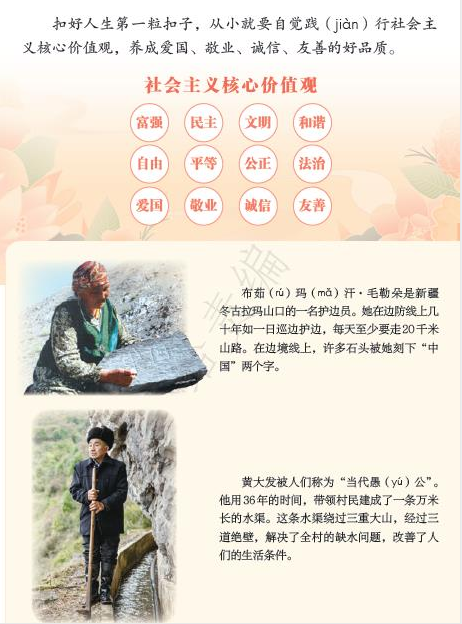 扣好人生第一粒扣子，从小就要自觉践（jiàn）行社会主
义核心价值观，养成爱国、敬业、诚信、友善的好品质。
社会主义核心价值观
富强 民主 文明 和谐
自由 平等 公正 法治
爱国 敬业 诚信 友善
布茹（rú）玛（mǎ）汗·毛勒朵是新疆
冬古拉玛山口的一名护边员。她在边防线上几
十年如一日巡边护边，每天至少要走20千米
山路。在边境线上，许多石头被她刻下“中
国”两个字。
黄大发被人们称为“当代愚（yú）公”。
他用36年的时间，带领村民建成了一条万米
长的水渠。这条水渠绕过三重大山，经过三
道绝壁，解决了全村的缺水问题，改善了人
们的生活条件。